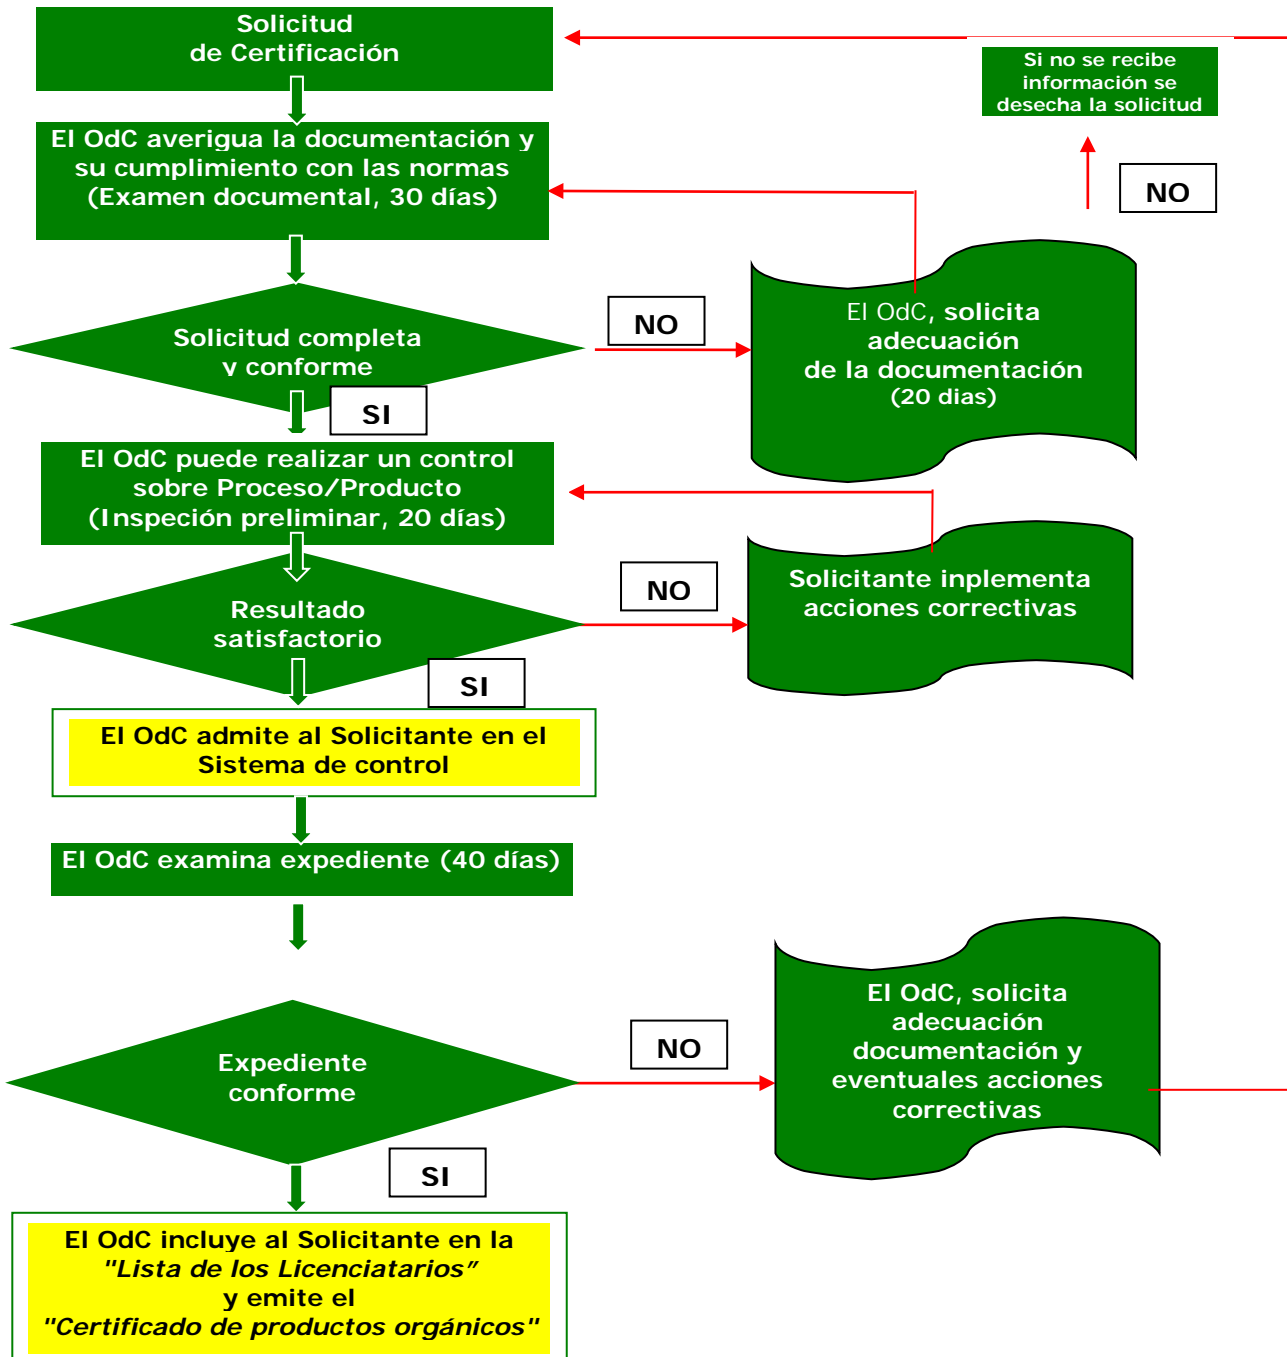 Solicitud
de Certificación
Si no se recibe
información se
desecha la solicitud
El OdC averigua la documentación y
su cumplimiento con las normas
(Examen documental, 30 días)
NO
Solicitud completa
y conforme
NO
El OdC, solicita
adecuación
de la documentación
(20 dias)
SI
El OdC puede realizar un control
sobre Proceso/Producto
(Inspeción preliminar, 20 días)
Resultado
satisfactorio
NO
Solicitante inplementa
acciones correctivas
SI
El OdC admite al Solicitante en el
Sistema de control
El OdC examina expediente (40 días)
Expediente
conforme
NO
El OdC, solicita
adecuación
documentación y
eventuales acciones
correctivas
SI
El OdC incluye al Solicitante en la
"Lista de los Licenciatarios”
y emite el
"Certificado de productos orgánicos"